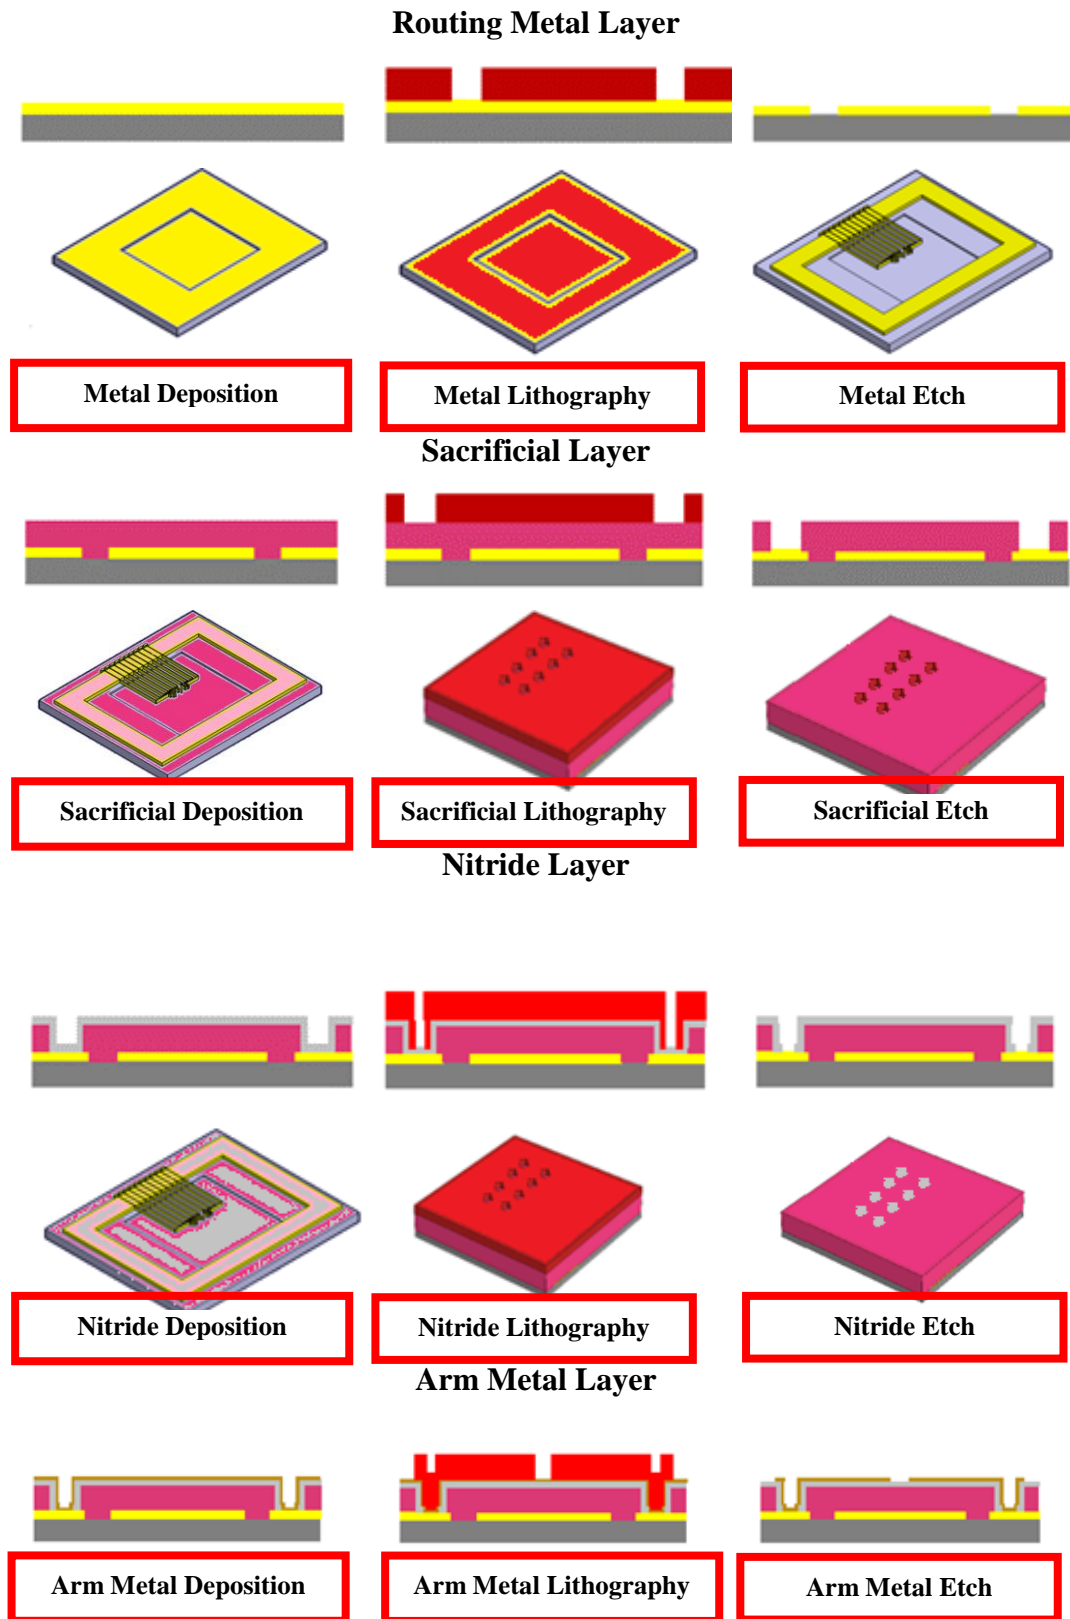 Routing Metal Layer
Metal Deposition
Metal Lithography
Metal Etch
Sacrificial Layer
Sacrificial Deposition
Sacrificial Lithography
Sacrificial Etch
Nitride Layer
Nitride Deposition
Nitride Lithography
Nitride Etch
Arm Metal Layer
Arm Metal Deposition
Arm Metal Lithography
Arm Metal Etch